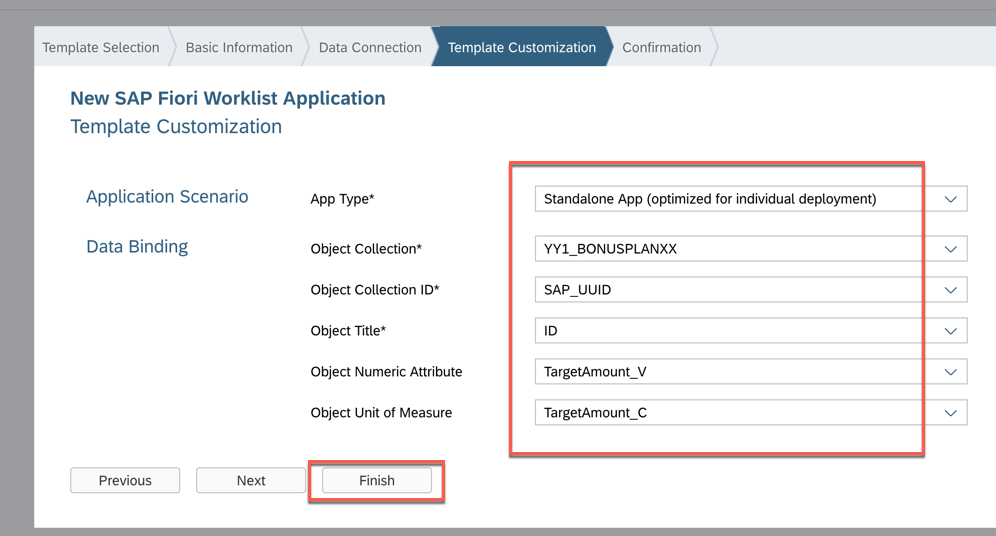 Template Selection Basic Information Data Connection Template Customization Confirmation
New SAP Fiori Worklist Application
Template Customization
Application Scenario App Type* Standalone App (optimized for individual deployment)
Data Binding Object Collection* YY1_BONUSPLANXX
Object Collection ID* SAP_UUID
Object Title* ID
Object Numeric Attribute TargetAmount_V
Object Unit of Measure TargetAmount_C
Previous Next Finish